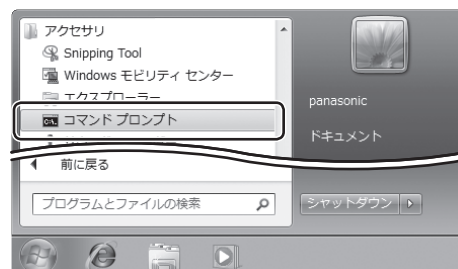 アクセサリ
Snipping Tool
Windows モビリティ センター
エクスプローラー
コマンド プロンプト
前に戻る
プログラムとファイルの検索
panasonic
ドキュメント
シャットダウン